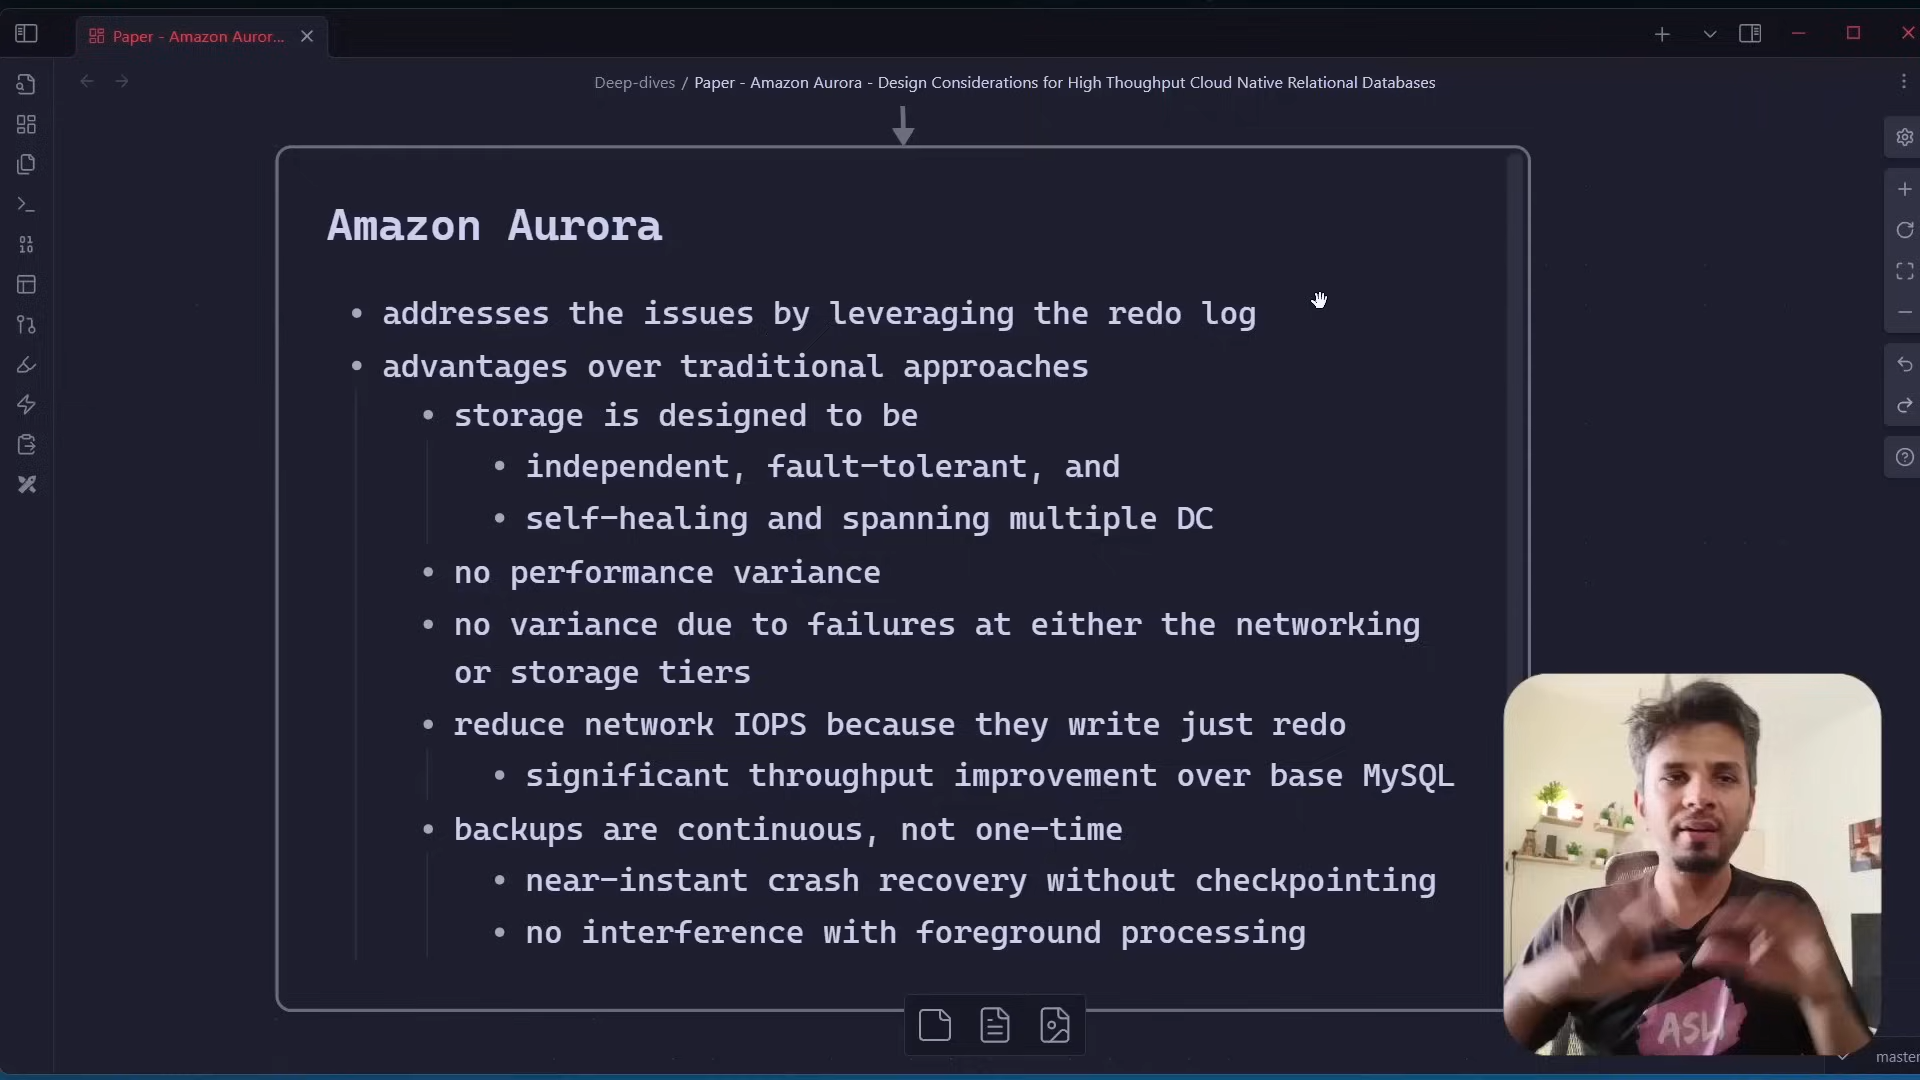 Paper - Amazon Auror...
Deep-dives / Paper - Amazon Aurora - Design Considerations for High Thoughput Cloud Native Relational Databases
Amazon Aurora
• addresses the issues by leveraging the redo log
• advantages over traditional approaches
• storage is designed to be
• independent, fault-tolerant, and
• self-healing and spanning multiple DC
• no performance variance
• no variance due to failures at either the networking
or storage tiers
• reduce network IOPS because they write just redo
• significant throughput improvement over base MySQL
• backups are continuous, not one-time
• near-instant crash recovery without checkpointing
• no interference with foreground processing
master